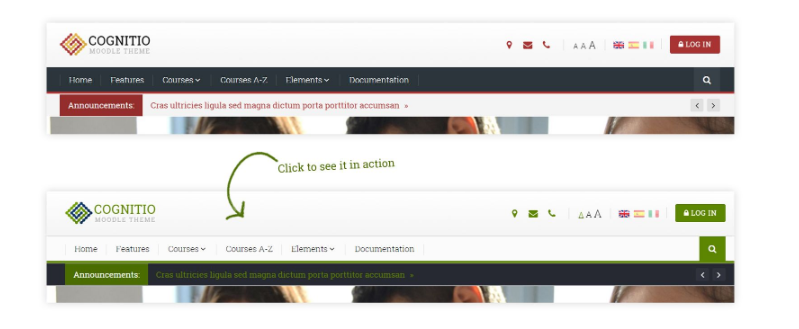 COGNITIO
MOODLE THEME
A A A
LOG IN
Home Features Courses Courses A-Z Elements Documentation
Announcements: Cras ultricies ligula sed magna dictum porta porttitor accumsan »
Click to see it in action
COGNITIO
MOODLE THEME
A A A
LOG IN
Home Features Courses Courses A-Z Elements Documentation
Announcements: Cras ultricies ligula sed magna dictum porta porttitor accumsan »